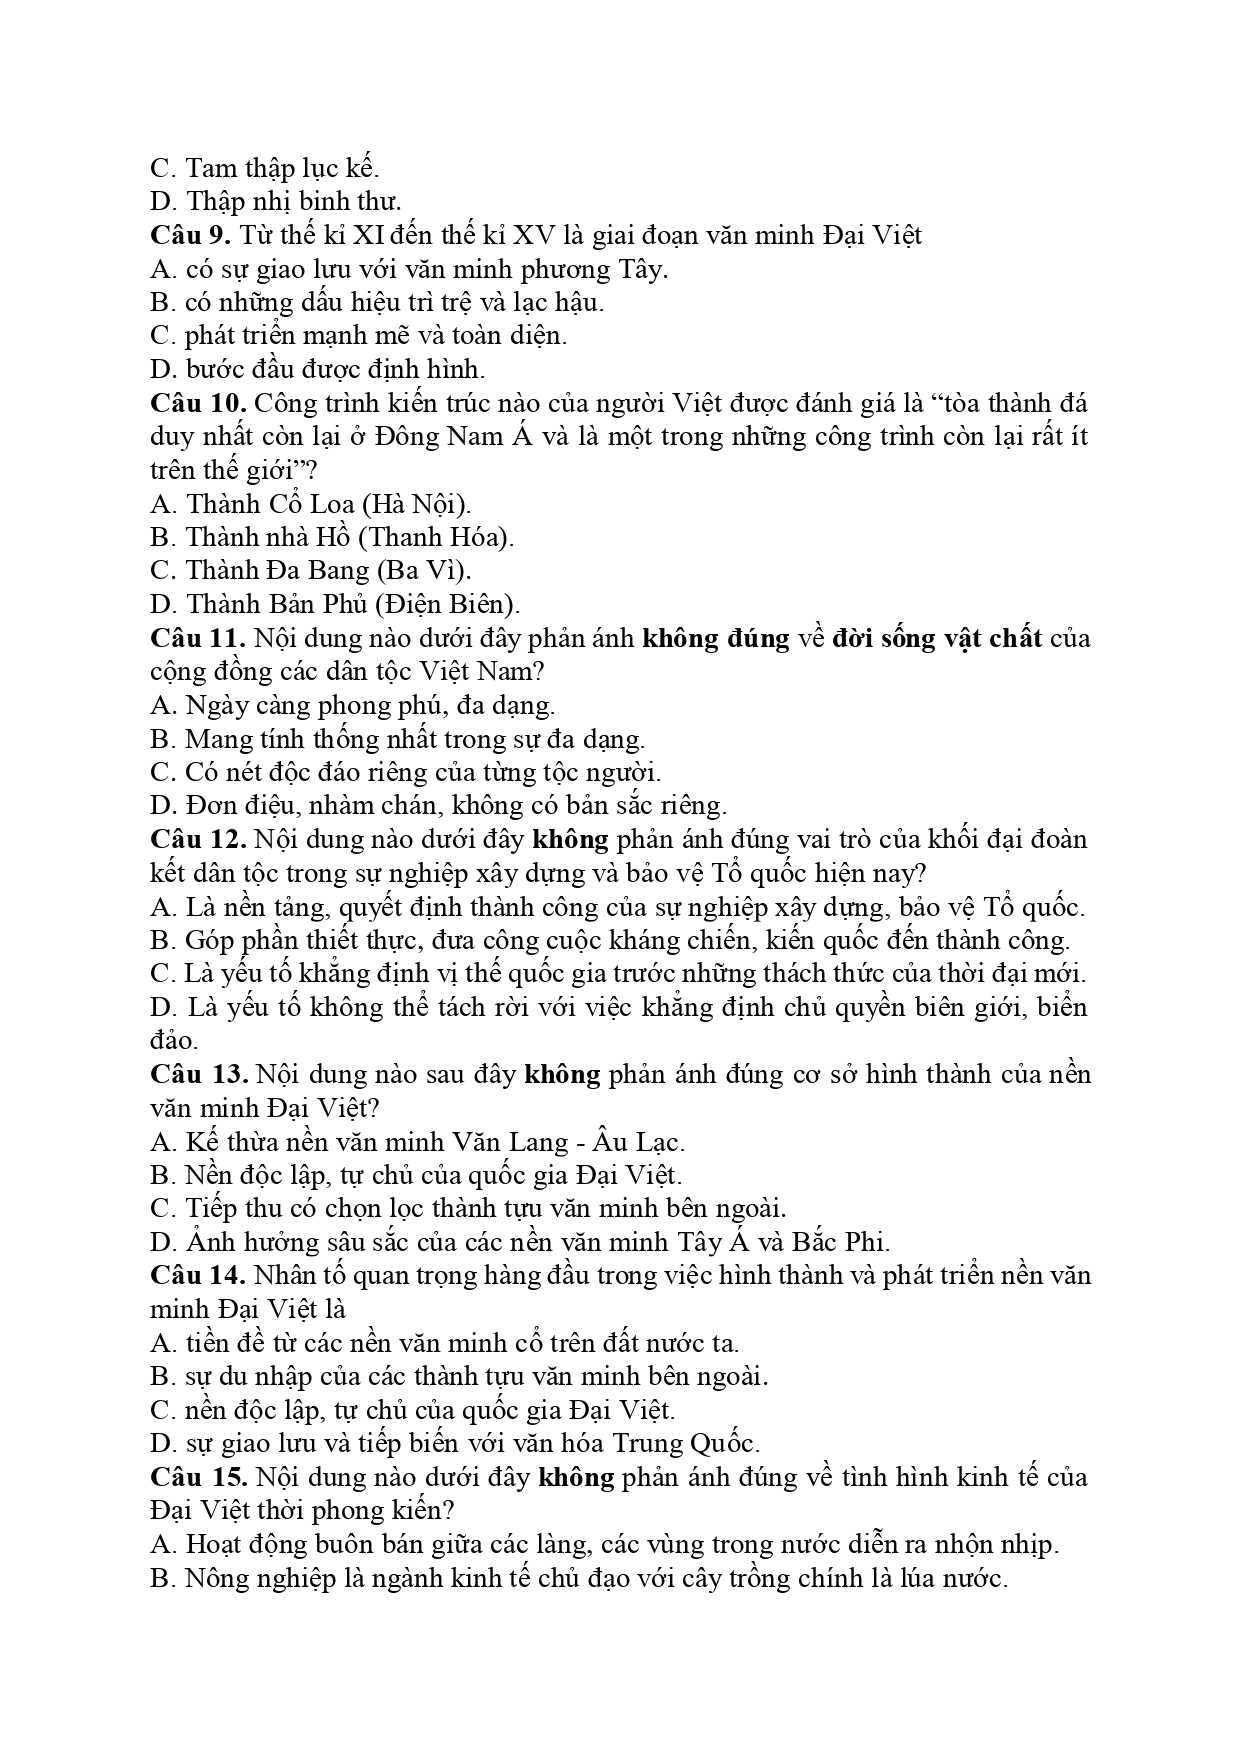 C. Tam thập lục kế.
D. Thập nhị binh thư.
Câu 9. Từ thế kỉ XI đến thế kỉ XV là giai đoạn văn minh Đại Việt
A. có sự giao lưu với văn minh phương Tây.
B. có những dấu hiệu trì trệ và lạc hậu.
C. phát triển mạnh mẽ và toàn diện.
D. bước đầu được định hình.
Câu 10. Công trình kiến trúc nào của người Việt được đánh giá là “tòa thành đá
duy nhất còn lại ở Đông Nam Á và là một trong những công trình còn lại rất ít
trên thế giới”?
A. Thành Cổ Loa (Hà Nội).
B. Thành nhà Hồ (Thanh Hóa).
C. Thành Đa Bang (Ba Vì).
D. Thành Bản Phủ (Điện Biên).
Câu 11. Nội dung nào dưới đây phản ánh không đúng về đời sống vật chất của
cộng đồng các dân tộc Việt Nam?
A. Ngày càng phong phú, đa dạng.
B. Mang tính thống nhất trong sự đa dạng.
C. Có nét độc đáo riêng của từng tộc người.
D. Đơn điệu, nhàm chán, không có bản sắc riêng.
Câu 12. Nội dung nào dưới đây không phản ánh đúng vai trò của khối đại đoàn
kết dân tộc trong sự nghiệp xây dựng và bảo vệ Tổ quốc hiện nay?
A. Là nền tảng, quyết định thành công của sự nghiệp xây dựng, bảo vệ Tổ quốc.
B. Góp phần thiết thực, đưa công cuộc kháng chiến, kiến quốc đến thành công.
C. Là yếu tố khẳng định vị thế quốc gia trước những thách thức của thời đại mới.
D. Là yếu tố không thể tách rời với việc khẳng định chủ quyền biên giới, biển
đảo.
Câu 13. Nội dung nào sau đây không phản ánh đúng cơ sở hình thành của nền
văn minh Đại Việt?
A. Kế thừa nền văn minh Văn Lang - Âu Lạc.
B. Nền độc lập, tự chủ của quốc gia Đại Việt.
C. Tiếp thu có chọn lọc thành tựu văn minh bên ngoài.
D. Ảnh hưởng sâu sắc của các nền văn minh Tây Á và Bắc Phi.
Câu 14. Nhân tố quan trọng hàng đầu trong việc hình thành và phát triển nền văn
minh Đại Việt là
A. tiền đề từ các nền văn minh cổ trên đất nước ta.
B. sự du nhập của các thành tựu văn minh bên ngoài.
C. nền độc lập, tự chủ của quốc gia Đại Việt.
D. sự giao lưu và tiếp biến với văn hóa Trung Quốc.
Câu 15. Nội dung nào dưới đây không phản ánh đúng về tình hình kinh tế của
Đại Việt thời phong kiến?
A. Hoạt động buôn bán giữa các làng, các vùng trong nước diễn ra nhộn nhịp.
B. Nông nghiệp là ngành kinh tế chủ đạo với cây trồng chính là lúa nước.